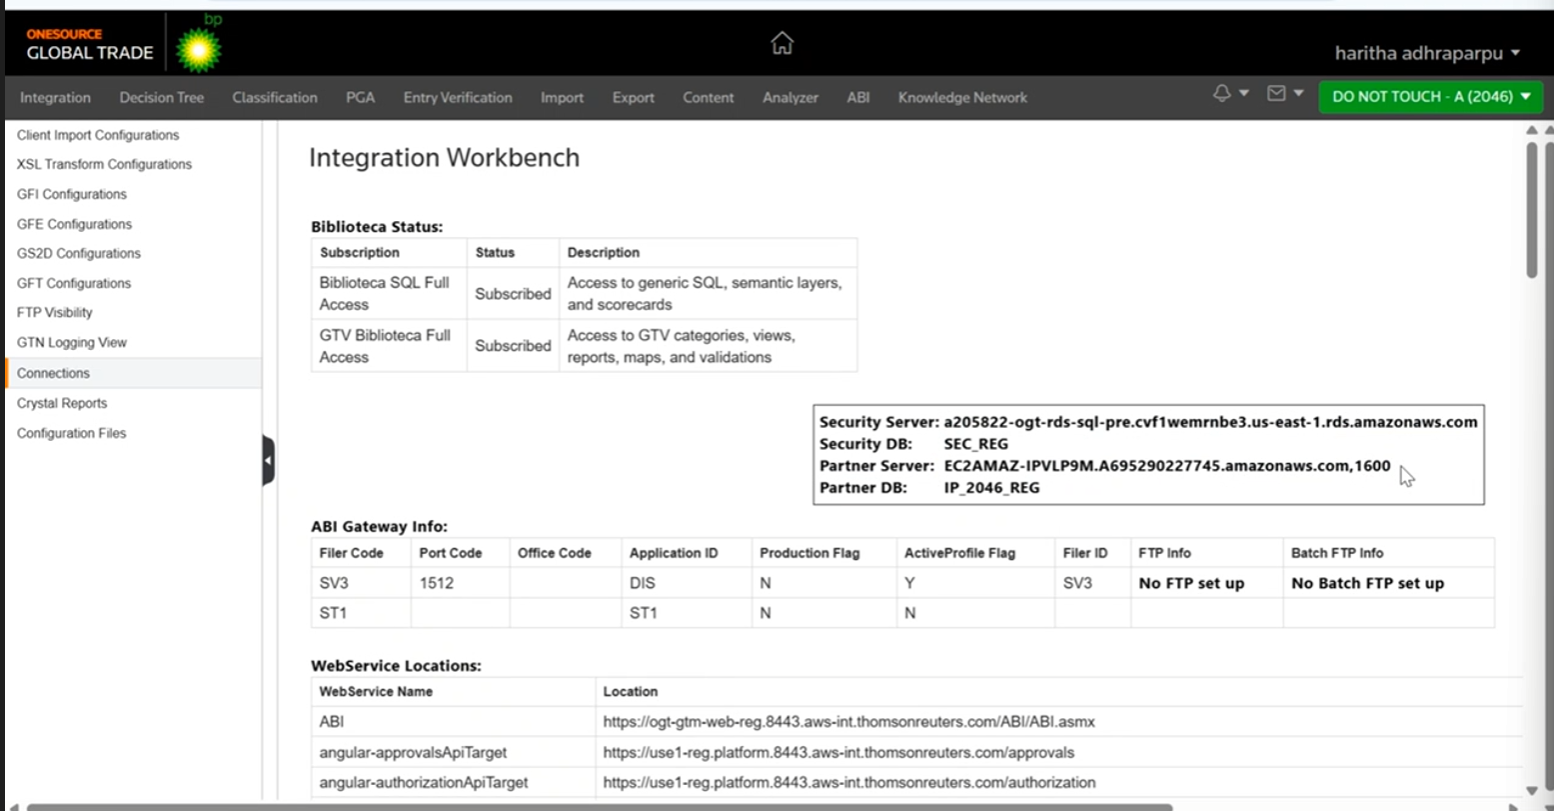 bp
ONESOURCE
GLOBAL TRADE
haritha adhraparpu
Integration Decision Tree Classification PGA Entry Verification Import Export Content Analyzer ABI Knowledge Network
DO NOT TOUCH - A (2046)
Client Import Configurations
XSL Transform Configurations
GFI Configurations
GFE Configurations
GS2D Configurations
GFT Configurations
FTP Visibility
GTN Logging View
Connections
Crystal Reports
Configuration Files
Integration Workbench
Biblioteca Status:
Subscription Status Description
Biblioteca SQL Full Access Subscribed Access to generic SQL, semantic layers, and scorecards
GTV Biblioteca Full Access Subscribed Access to GTV categories, views, reports, maps, and validations
Security Server: a205822-ogt-rds-sql-pre.cvf1wemrnbe3.us-east-1.rds.amazonaws.com
Security DB: SEC_REG
Partner Server: EC2AMAZ-IPVLP9M.A695290227745.amazonaws.com,1600
Partner DB: IP_2046_REG
ABI Gateway Info:
Filer Code Port Code Office Code Application ID Production Flag ActiveProfile Flag Filer ID FTP Info Batch FTP Info
SV3 1512 DIS N Y SV3 No FTP set up No Batch FTP set up
ST1 ST1 N N
WebService Locations:
WebService Name Location
ABI https://ogt-gtm-web-reg.8443.aws-int.thomsonreuters.com/ABI/ABI.asmx
angular-approvalsApiTarget https://use1-reg.platform.8443.aws-int.thomsonreuters.com/approvals
angular-authorizationApiTarget https://use1-reg.platform.8443.aws-int.thomsonreuters.com/authorization